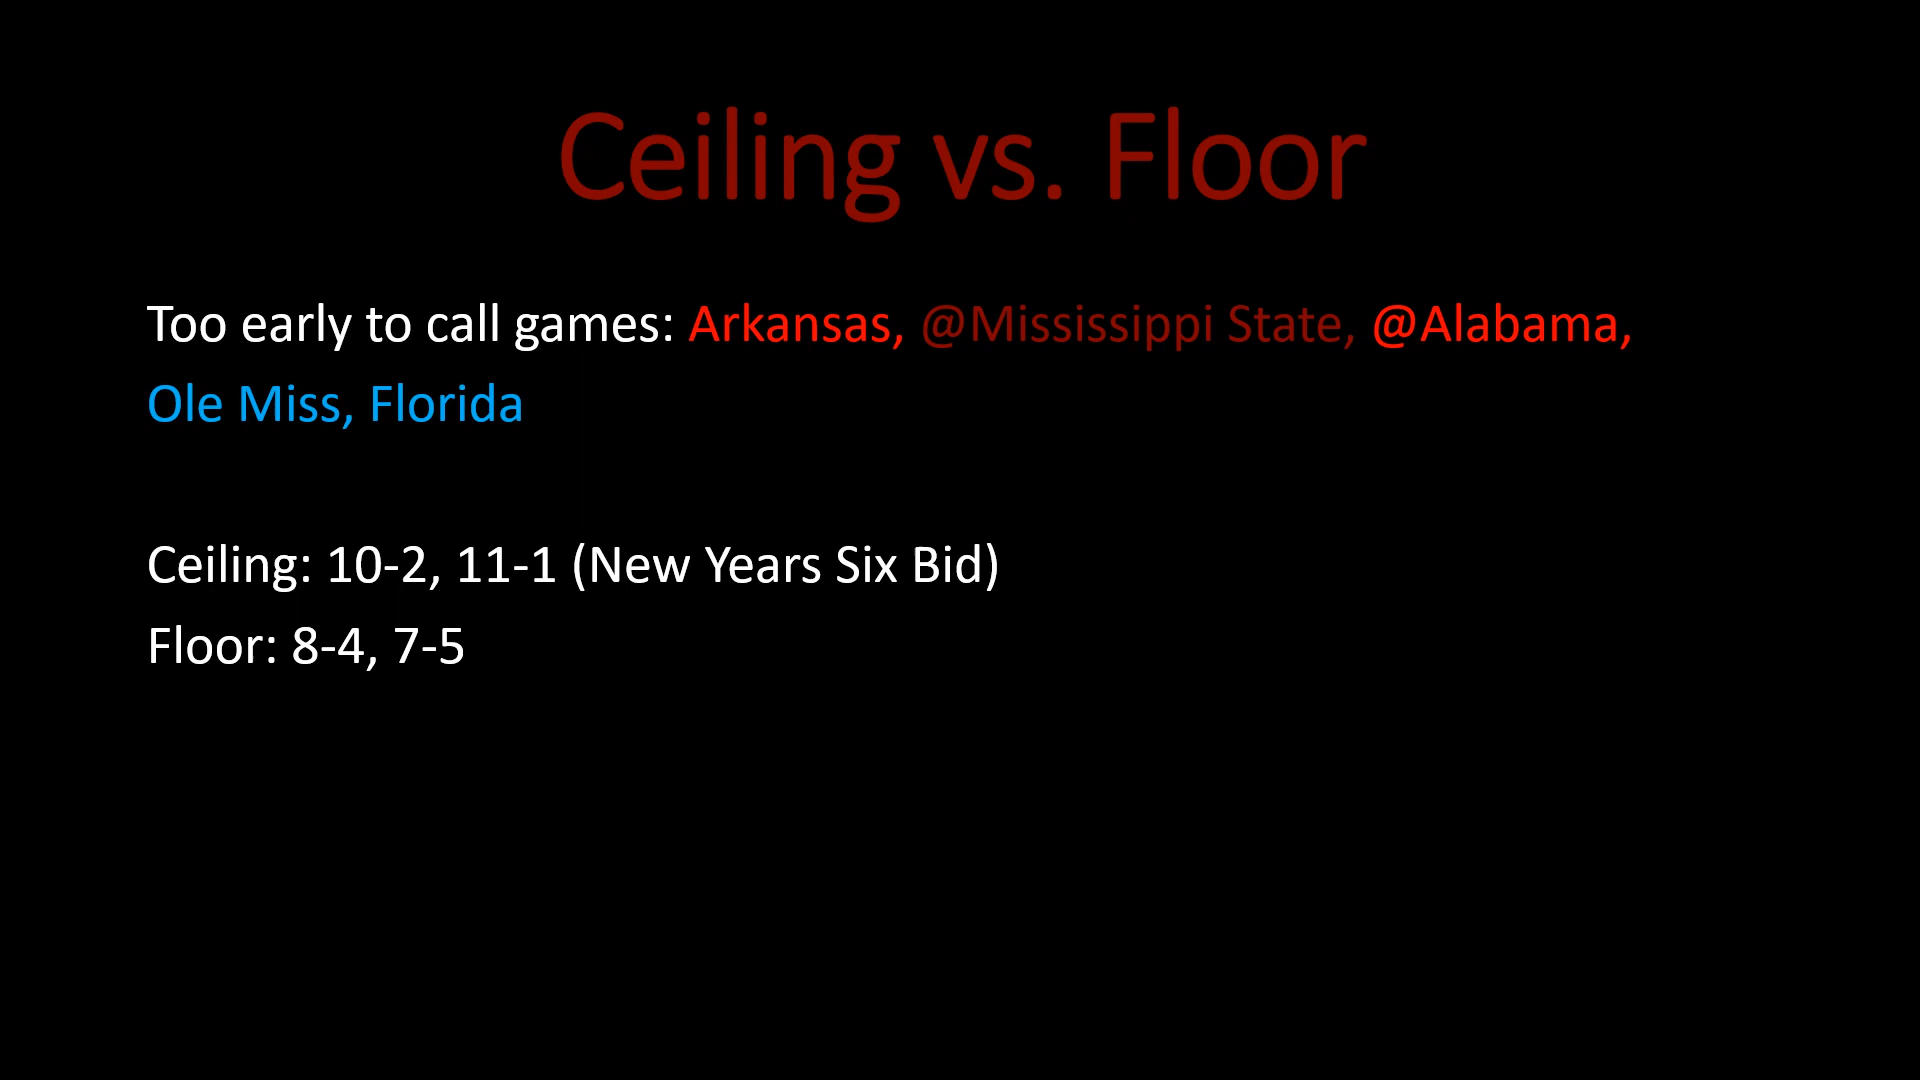 Ceiling vs. Floor
Too early to call games: Arkansas, @Mississippi State, @Alabama,
Ole Miss, Florida
Ceiling: 10-2, 11-1 (New Years Six Bid)
Floor: 8-4, 7-5